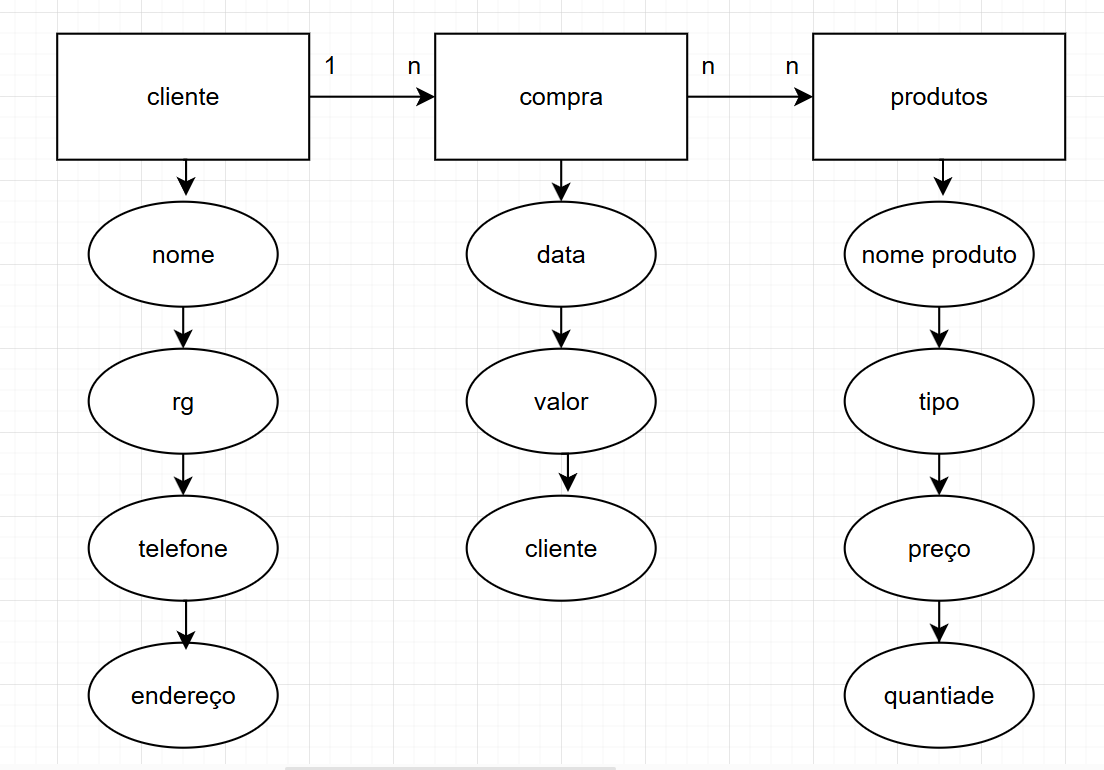 cliente
1
n
compra
n
n
produtos
nome
data
nome produto
rg
valor
tipo
telefone
cliente
preço
endereço
quantiade